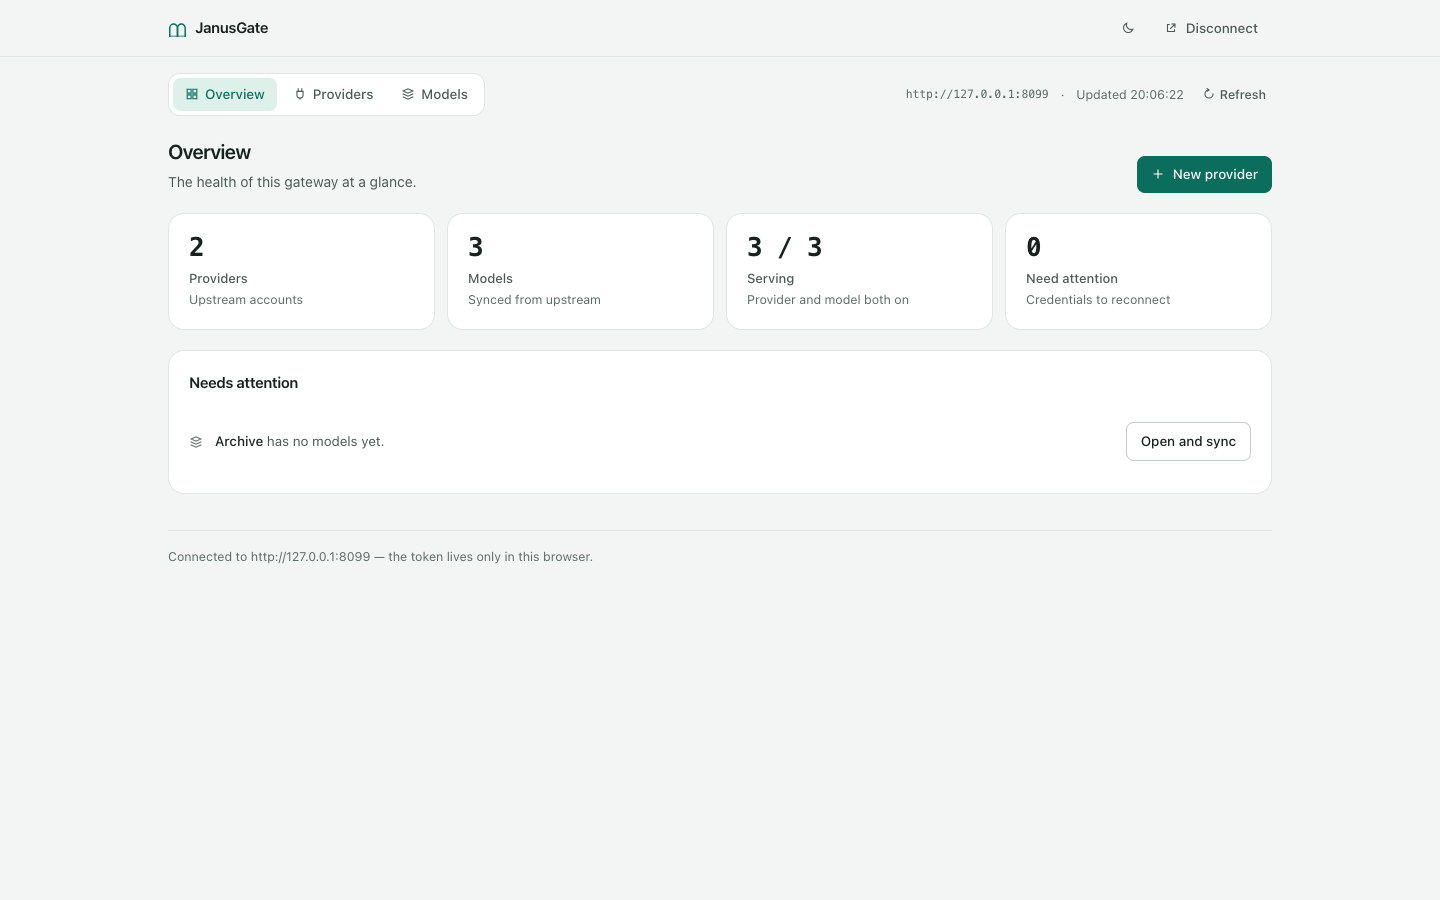 JanusGate
Disconnect
Overview
Providers
Models
http://127.0.0.1:8099 · Updated 20:06:22
Refresh
Overview
The health of this gateway at a glance.
New provider
2
Providers
Upstream accounts
3
Models
Synced from upstream
3 / 3
Serving
Provider and model both on
0
Need attention
Credentials to reconnect
Needs attention
Archive has no models yet.
Open and sync
Connected to http://127.0.0.1:8099 — the token lives only in this browser.